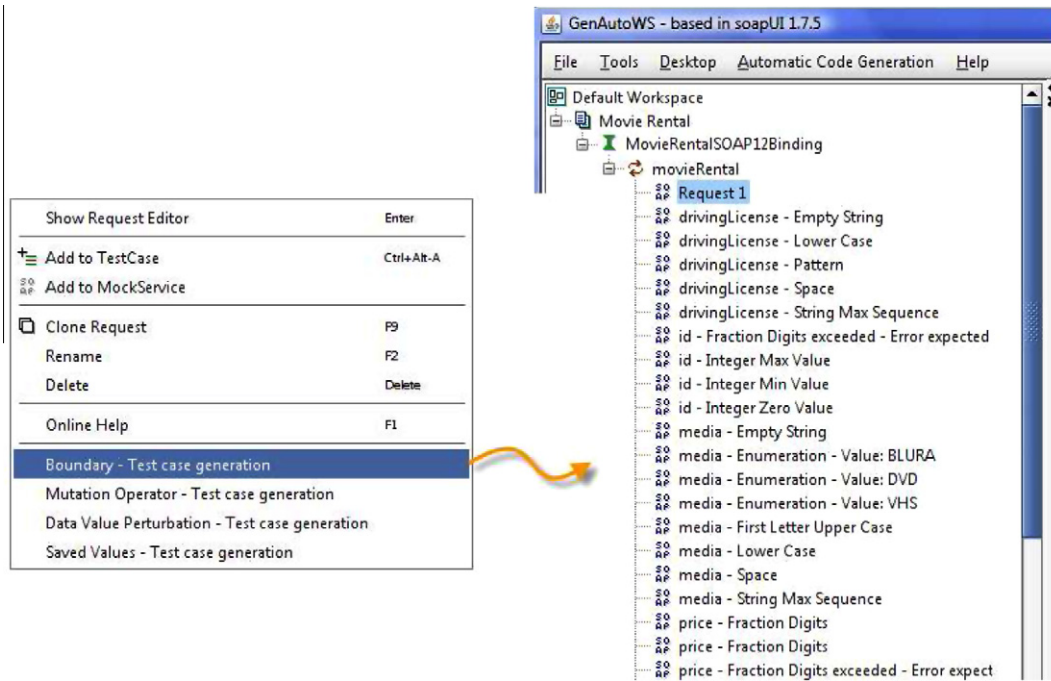 Show Request Editor Enter
Add to TestCase Ctrl+Alt-A
Add to MockService
Clone Request F9
Rename F2
Delete Delete
Online Help F1
Boundary - Test case generation
Mutation Operator - Test case generation
Data Value Perturbation - Test case generation
Saved Values - Test case generation
GenAutoWS - based in soapUI 1.7.5
File Tools Desktop Automatic Code Generation Help
Default Workspace
Movie Rental
MovieRentalSOAP12Binding
movieRental
Request 1
drivingLicense - Empty String
drivingLicense - Lower Case
drivingLicense - Pattern
drivingLicense - Space
drivingLicense - String Max Sequence
id - Fraction Digits exceeded - Error expected
id - Integer Max Value
id - Integer Min Value
id - Integer Zero Value
media - Empty String
media - Enumeration - Value: BLURA
media - Enumeration - Value: DVD
media - Enumeration - Value: VHS
media - First Letter Upper Case
media - Lower Case
media - Space
media - String Max Sequence
price - Fraction Digits
price - Fraction Digits
price - Fraction Digits exceeded - Error expect